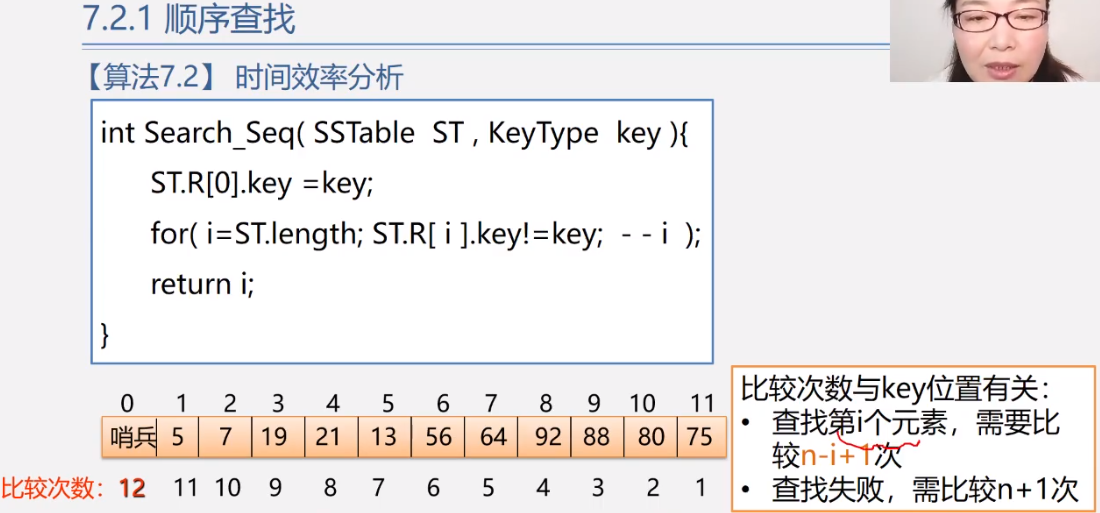 7.2.1 顺序查找
【算法7.2】 时间效率分析
int Search_Seq( SSTable ST , KeyType key ){
ST.R[0].key =key;
for( i=ST.length; ST.R[ i ].key!=key; - - i );
return i;
}
0 1 2 3 4 5 6 7 8 9 10 11
哨兵 5 7 19 21 13 56 64 92 88 80 75
比较次数： 12 11 10 9 8 7 6 5 4 3 2 1
比较次数与key位置有关：
• 查找第i个元素，需要比
较n-i+1次
• 查找失败，需比较n+1次